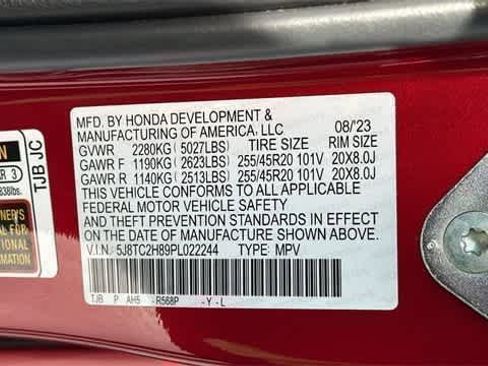 MFD. BY HONDA DEVELOPMENT &
MANUFACTURING OF AMERICA, LLC 08/'23
GVWR 2280KG (5027LBS) TIRE SIZE RIM SIZE
GAWR F 1190KG (2623LBS) 255/45R20 101V 20X8.0J
GAWR R 1140KG (2513LBS) 255/45R20 101V 20X8.0J
THIS VEHICLE CONFORMS TO ALL APPLICABLE
FEDERAL MOTOR VEHICLE SAFETY
AND THEFT PREVENTION STANDARDS IN EFFECT
ON THE DATE OF MANUFACTURE SHOWN ABOVE.
V.I.N.: 5J8TC2H89PL022244 TYPE: MPV
TJB P AH5 -R568P -Y-L
TJB JC